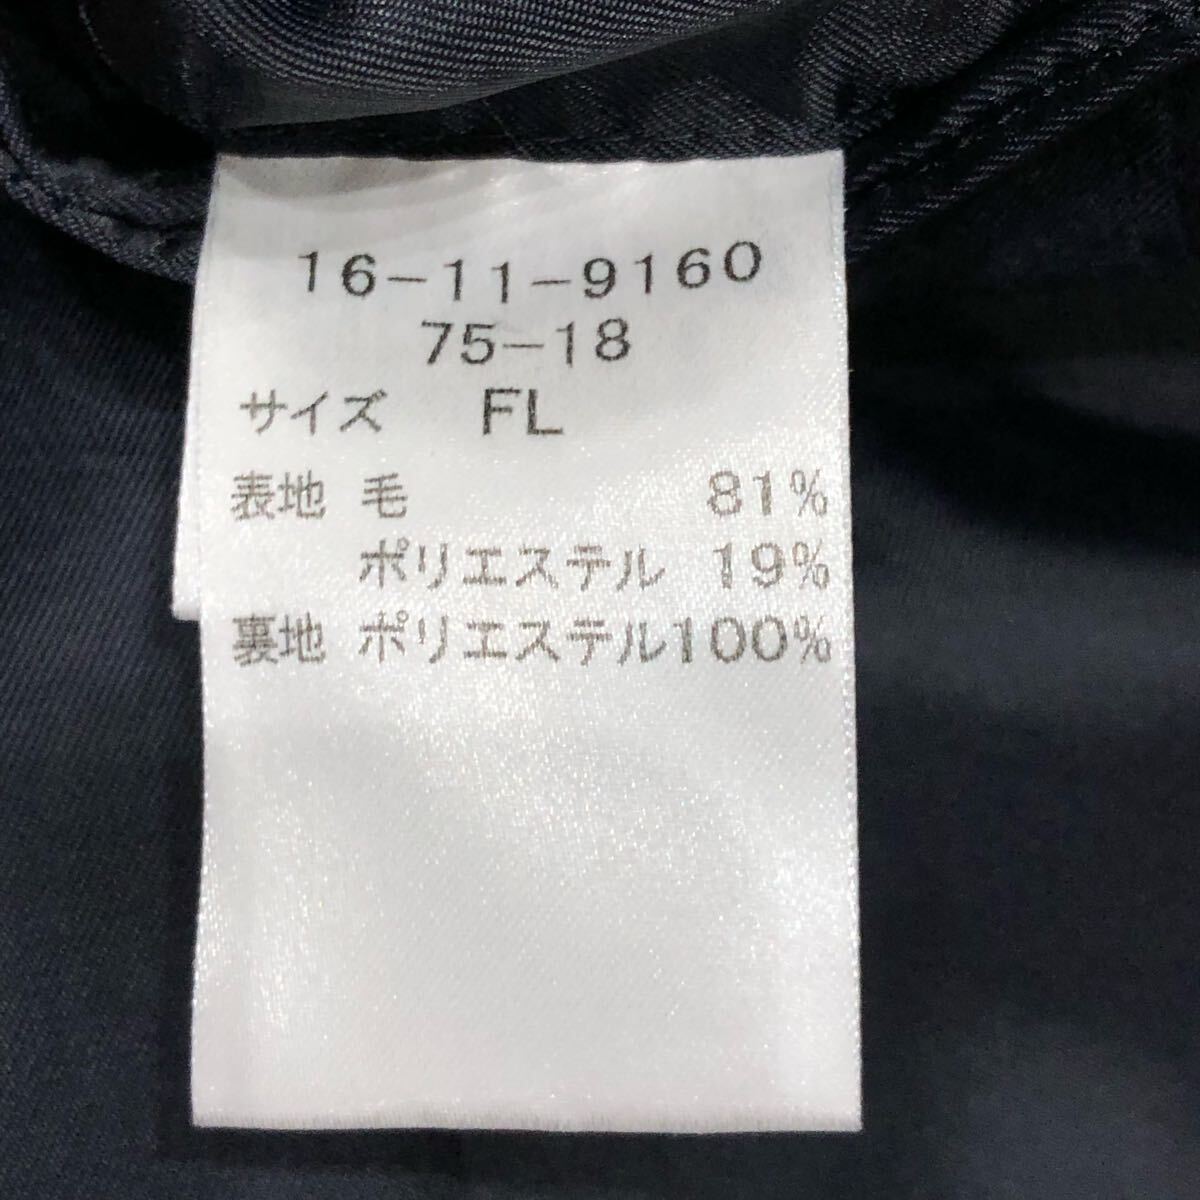 16-11-9160
75-18
サイズ FL
表地 毛 81%
ポリエステル 19%
裏地 ポリエステル100%